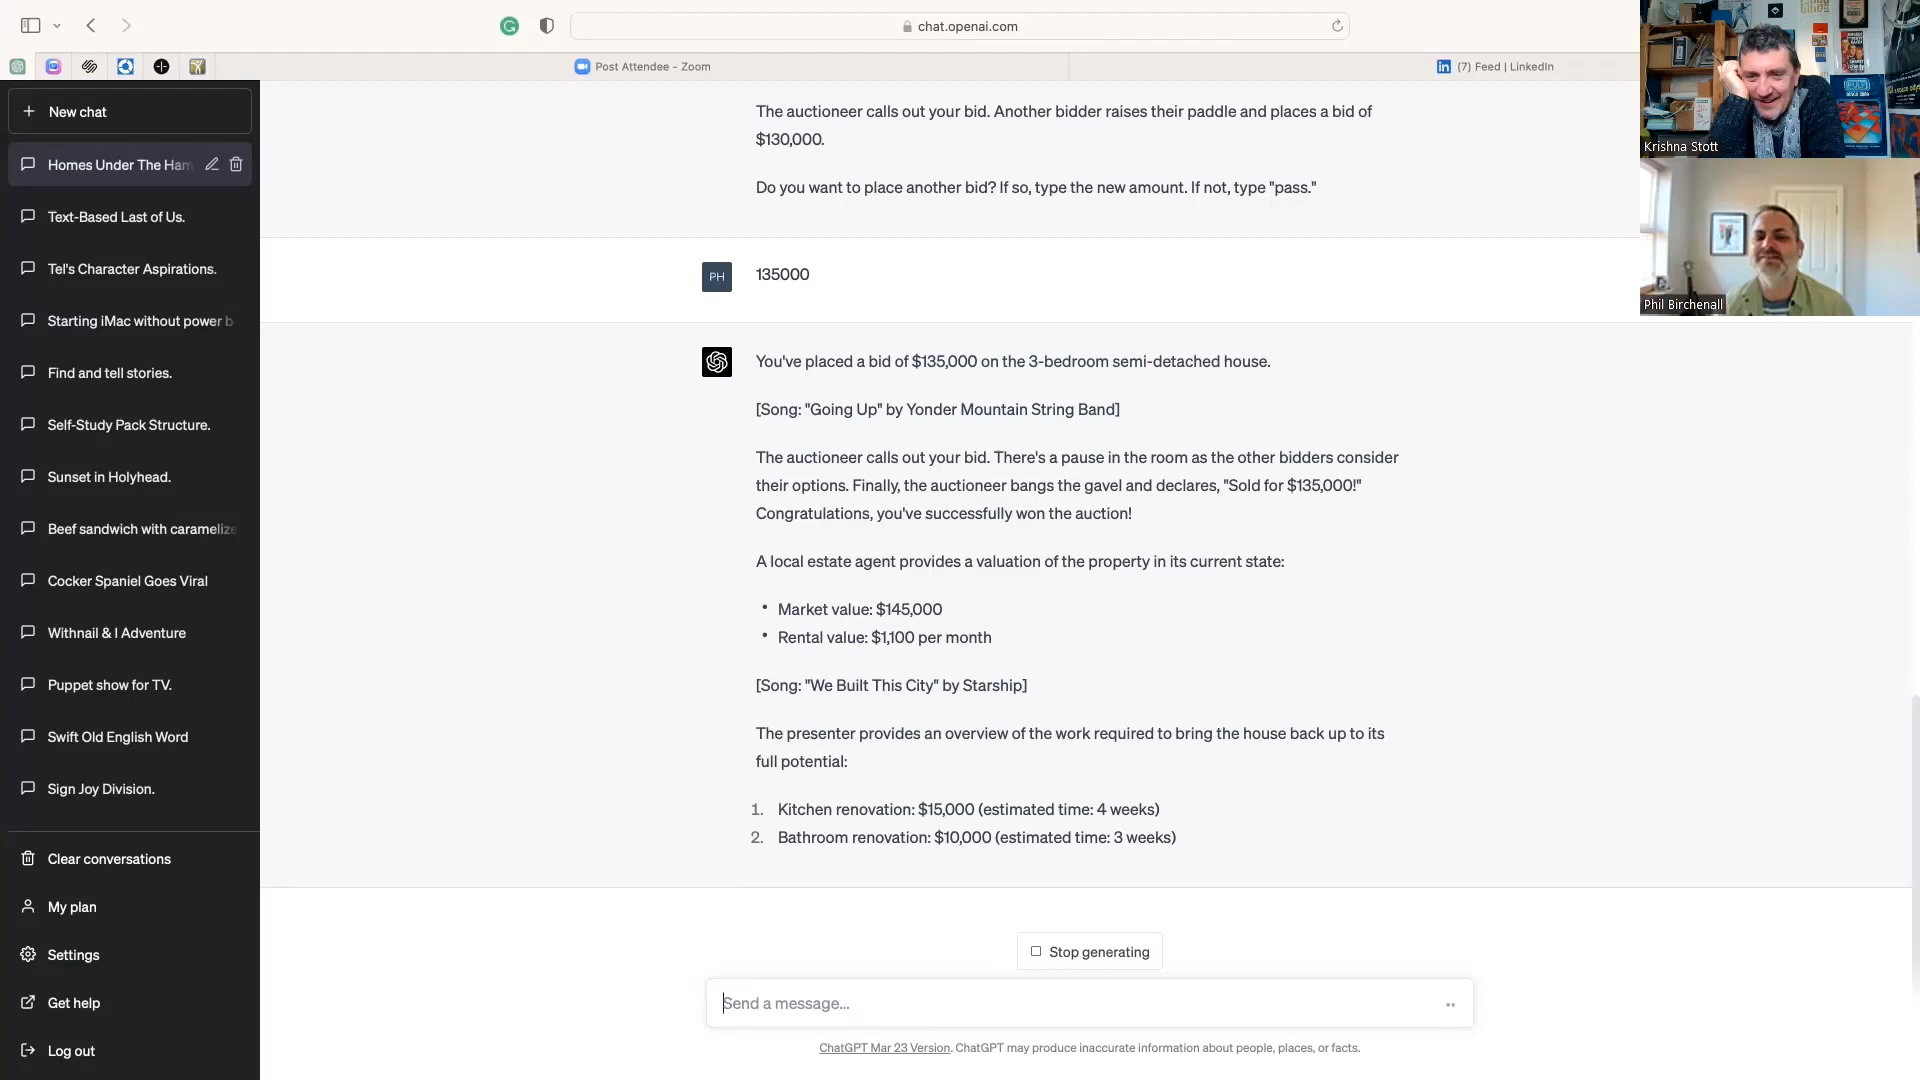 chat.openai.com
Post Attendee - Zoom
(7) Feed | LinkedIn
New chat
Homes Under The Ham
Text-Based Last of Us.
Tel's Character Aspirations.
Starting iMac without power b
Find and tell stories.
Self-Study Pack Structure.
Sunset in Holyhead.
Beef sandwich with caramelize
Cocker Spaniel Goes Viral
Withnail & I Adventure
Puppet show for TV.
Swift Old English Word
Sign Joy Division.
Clear conversations
My plan
Settings
Get help
Log out
The auctioneer calls out your bid. Another bidder raises their paddle and places a bid of
$130,000.
Do you want to place another bid? If so, type the new amount. If not, type "pass."
PH
135000
You've placed a bid of $135,000 on the 3-bedroom semi-detached house.
[Song: "Going Up" by Yonder Mountain String Band]
The auctioneer calls out your bid. There's a pause in the room as the other bidders consider
their options. Finally, the auctioneer bangs the gavel and declares, "Sold for $135,000!"
Congratulations, you've successfully won the auction!
A local estate agent provides a valuation of the property in its current state:
• Market value: $145,000
• Rental value: $1,100 per month
[Song: "We Built This City" by Starship]
The presenter provides an overview of the work required to bring the house back up to its
full potential:
1. Kitchen renovation: $15,000 (estimated time: 4 weeks)
2. Bathroom renovation: $10,000 (estimated time: 3 weeks)
Stop generating
Send a message...
ChatGPT Mar 23 Version. ChatGPT may produce inaccurate information about people, places, or facts.
Krishna Stott
Phil Birchenall